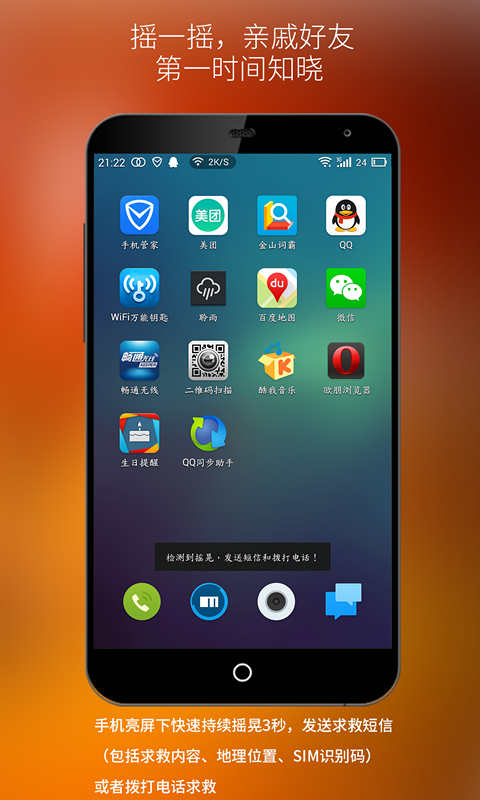 摇一摇，亲戚好友
第一时间知晓
21:22 2K/S 3G 24
手机管家 美团 美团 金山词霸 QQ
WiFi万能钥匙 聆雨 du 百度地图 微信
畅通无线 畅通无线 二维码扫描 K 酷我音乐 欧朋浏览器
生日提醒 QQ同步助手
检测到摇晃，发送短信和拨打电话！
手机亮屏下快速持续摇晃3秒，发送求救短信
（包括求救内容、地理位置、SIM识别码）
或者拨打电话求救